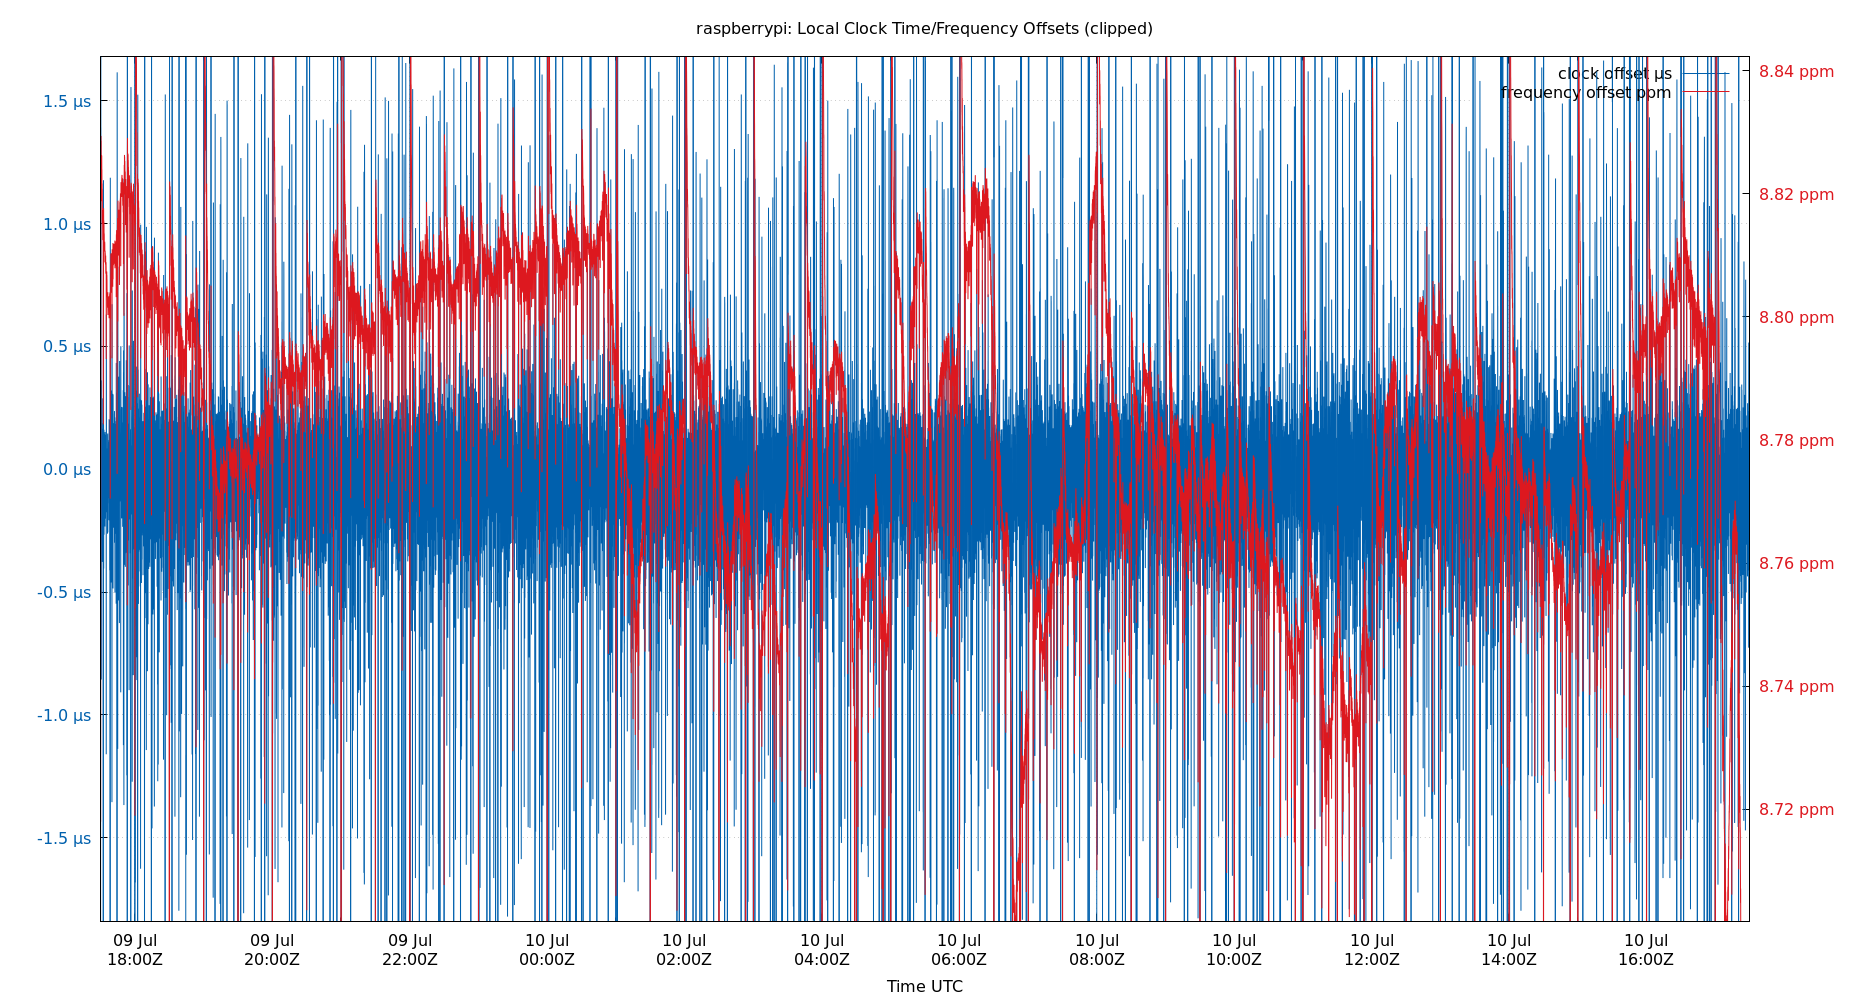 raspberrypi: Local Clock Time/Frequency Offsets (clipped)
clock offset µs
frequency offset ppm
1.5 µs
1.0 µs
0.5 µs
0.0 µs
-0.5 µs
-1.0 µs
-1.5 µs
8.84 ppm
8.82 ppm
8.80 ppm
8.78 ppm
8.76 ppm
8.74 ppm
8.72 ppm
09 Jul 09 Jul 09 Jul 10 Jul 10 Jul 10 Jul 10 Jul 10 Jul 10 Jul 10 Jul 10 Jul 10 Jul
18:00Z 20:00Z 22:00Z 00:00Z 02:00Z 04:00Z 06:00Z 08:00Z 10:00Z 12:00Z 14:00Z 16:00Z
Time UTC